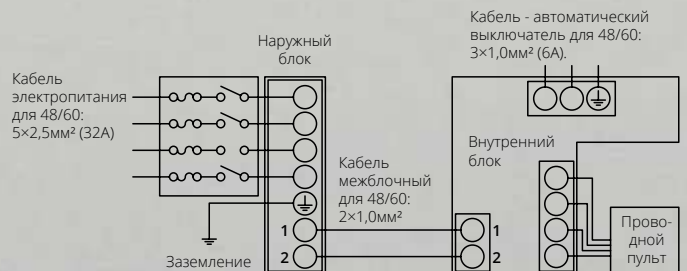 Кабель - автоматический
выключатель для 48/60:
3×1,0мм² (6А).
Наружный
блок
Кабель
электропитания
для 48/60:
5×2,5мм² (32А)
Внутренний
блок
Кабель
межблочный
для 48/60:
2×1,0мм²
Прово-
дной
пульт
1
1
2
2
Заземление